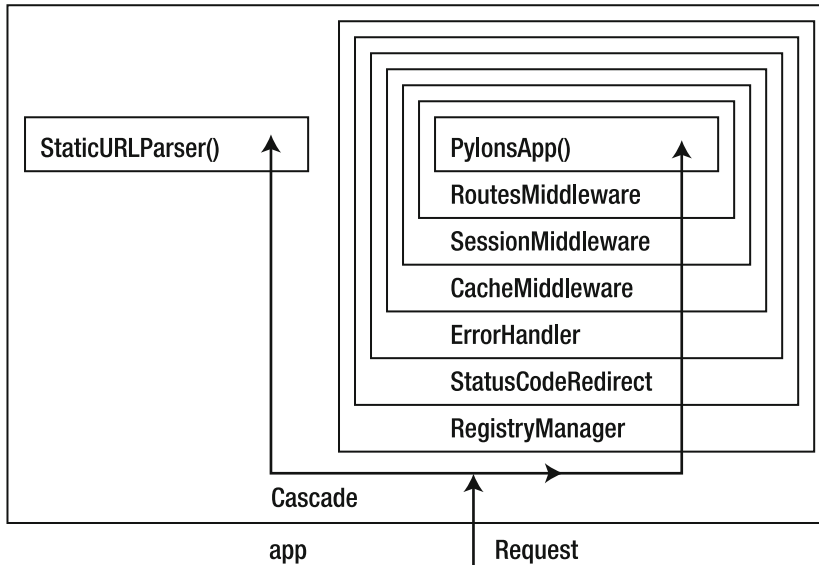 StaticURLParser()
PylonsApp()
RoutesMiddleware
SessionMiddleware
CacheMiddleware
ErrorHandler
StatusCodeRedirect
RegistryManager
Cascade
app
Request